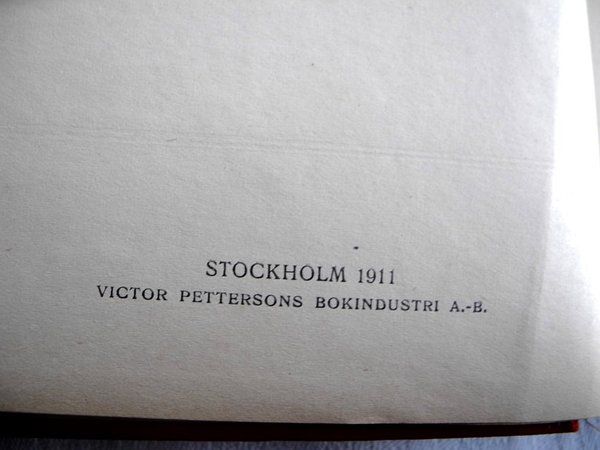 STOCKHOLM 1911
VICTOR PETTERSONS BOKINDUSTRI A.-B.